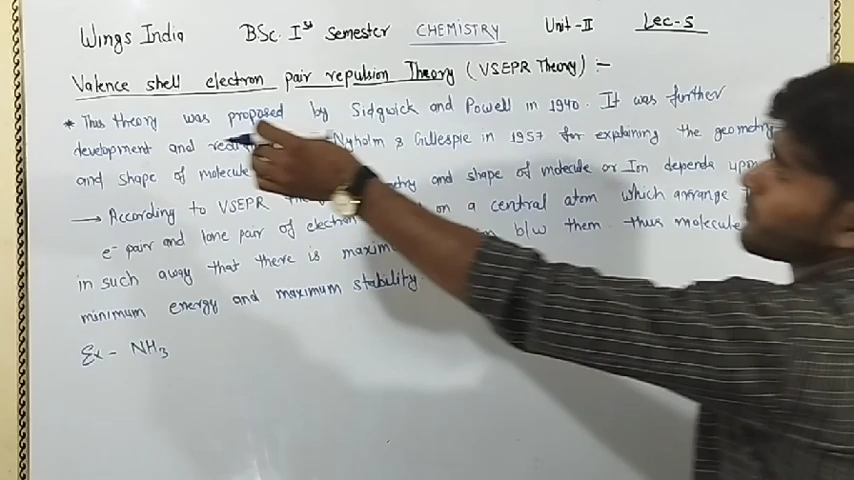 Wings India BSc. Ist Semester CHEMISTRY Unit-II Lec-5
Valence shell electron pair repulsion Theory (VSEPR Theory) :-
* This theory was proposed by Sidgwick and Powell in 1940. It was further
development and Nyholm & Gillespie in 1957 for explaining the geometry
and shape of molecule and shape of molecule or Ion depends upon
→ According to VSEPR on a central atom which arrange
e- pair and lone pair of electron b/w them thus molecule
in such away that there is maximum
minimum energy and maximum stability.
Ex - NH3